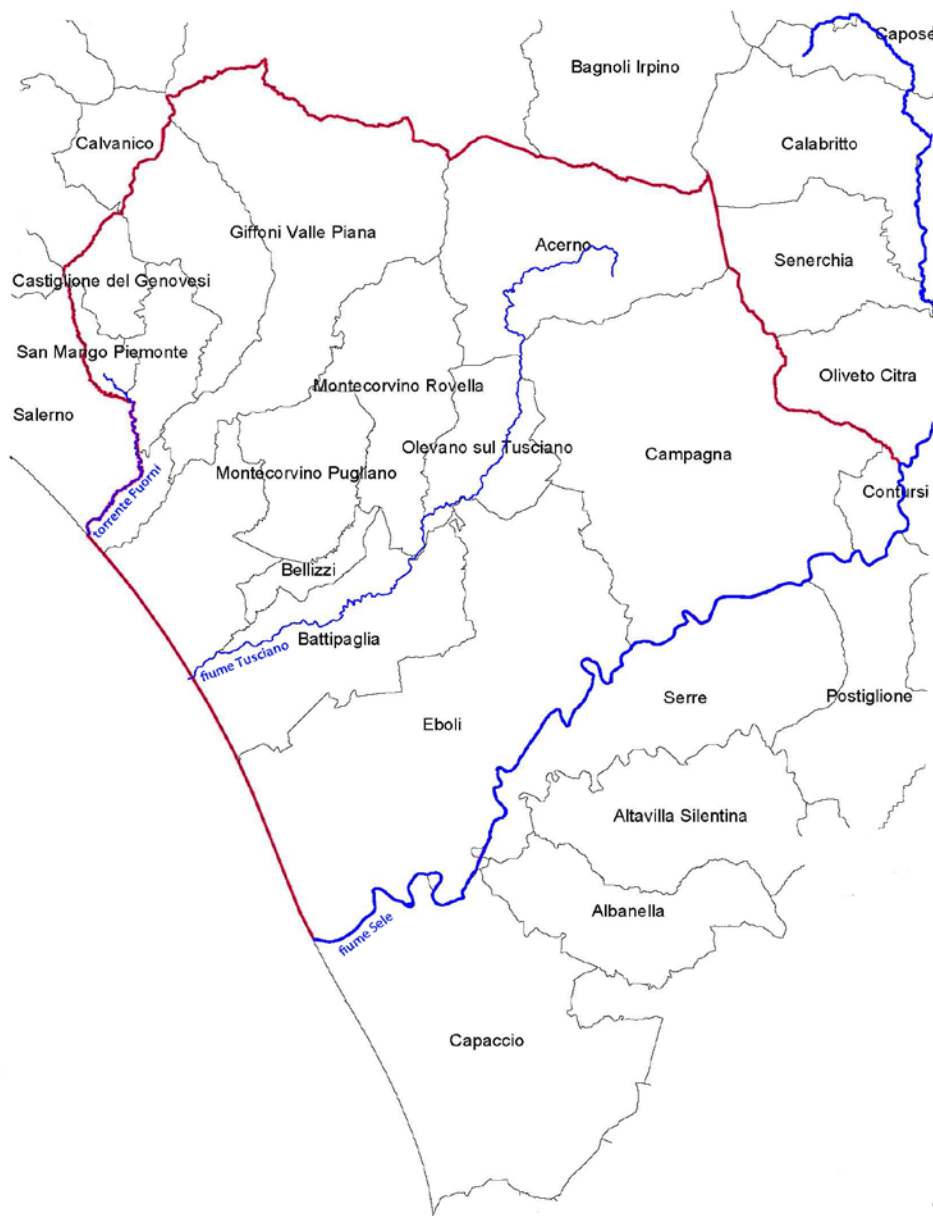 Caposé
Bagnoli Irpino
Calvanico
Calabritto
Giffoni Valle Piana
Acerno
Senerchia
Castiglione del Genovesi
San Mango Piemonte
Oliveto Citra
Montecorvino Rovella
Salerno
Olevano sul Tusciano
Campagna
Montecorvino Pugliano
Contursi
torrente Fuorni
Bellizzi
Battipaglia
fiume Tusciano
Serre
Postiglione
Eboli
Altavilla Silentina
Albanella
fiume Sele
Capaccio